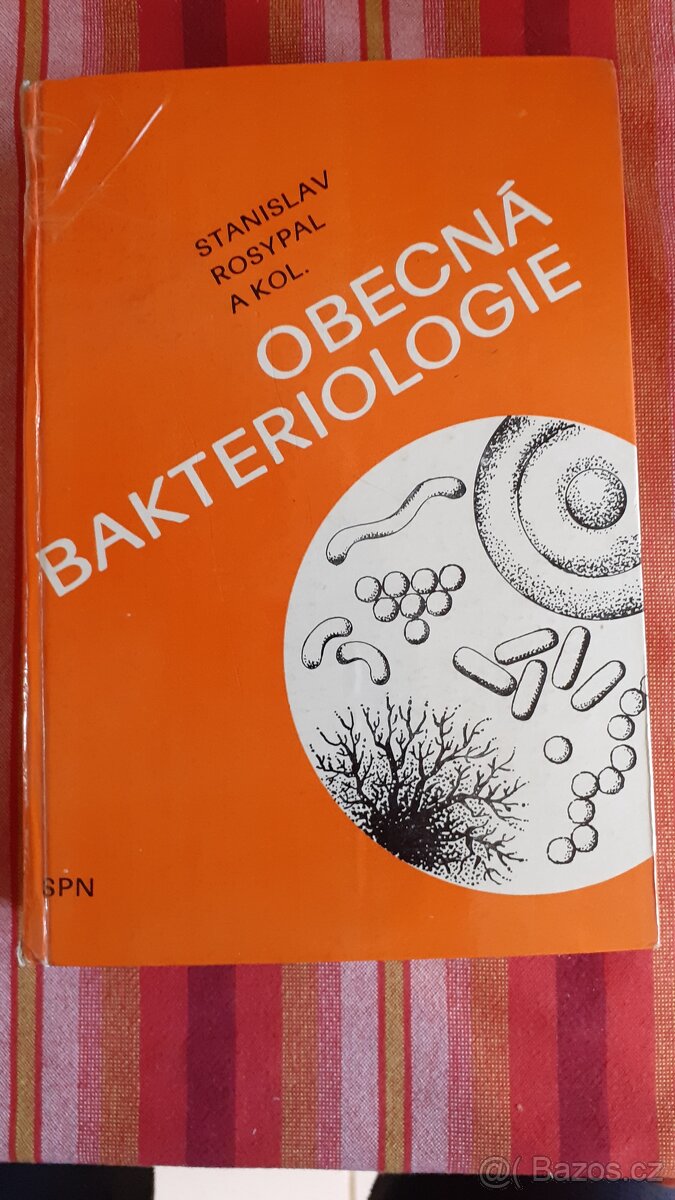 STANISLAV
ROSYPAL
A KOL.
OBECNÁ
BAKTERIOLOGIE
SPN
@( Bazos.cz